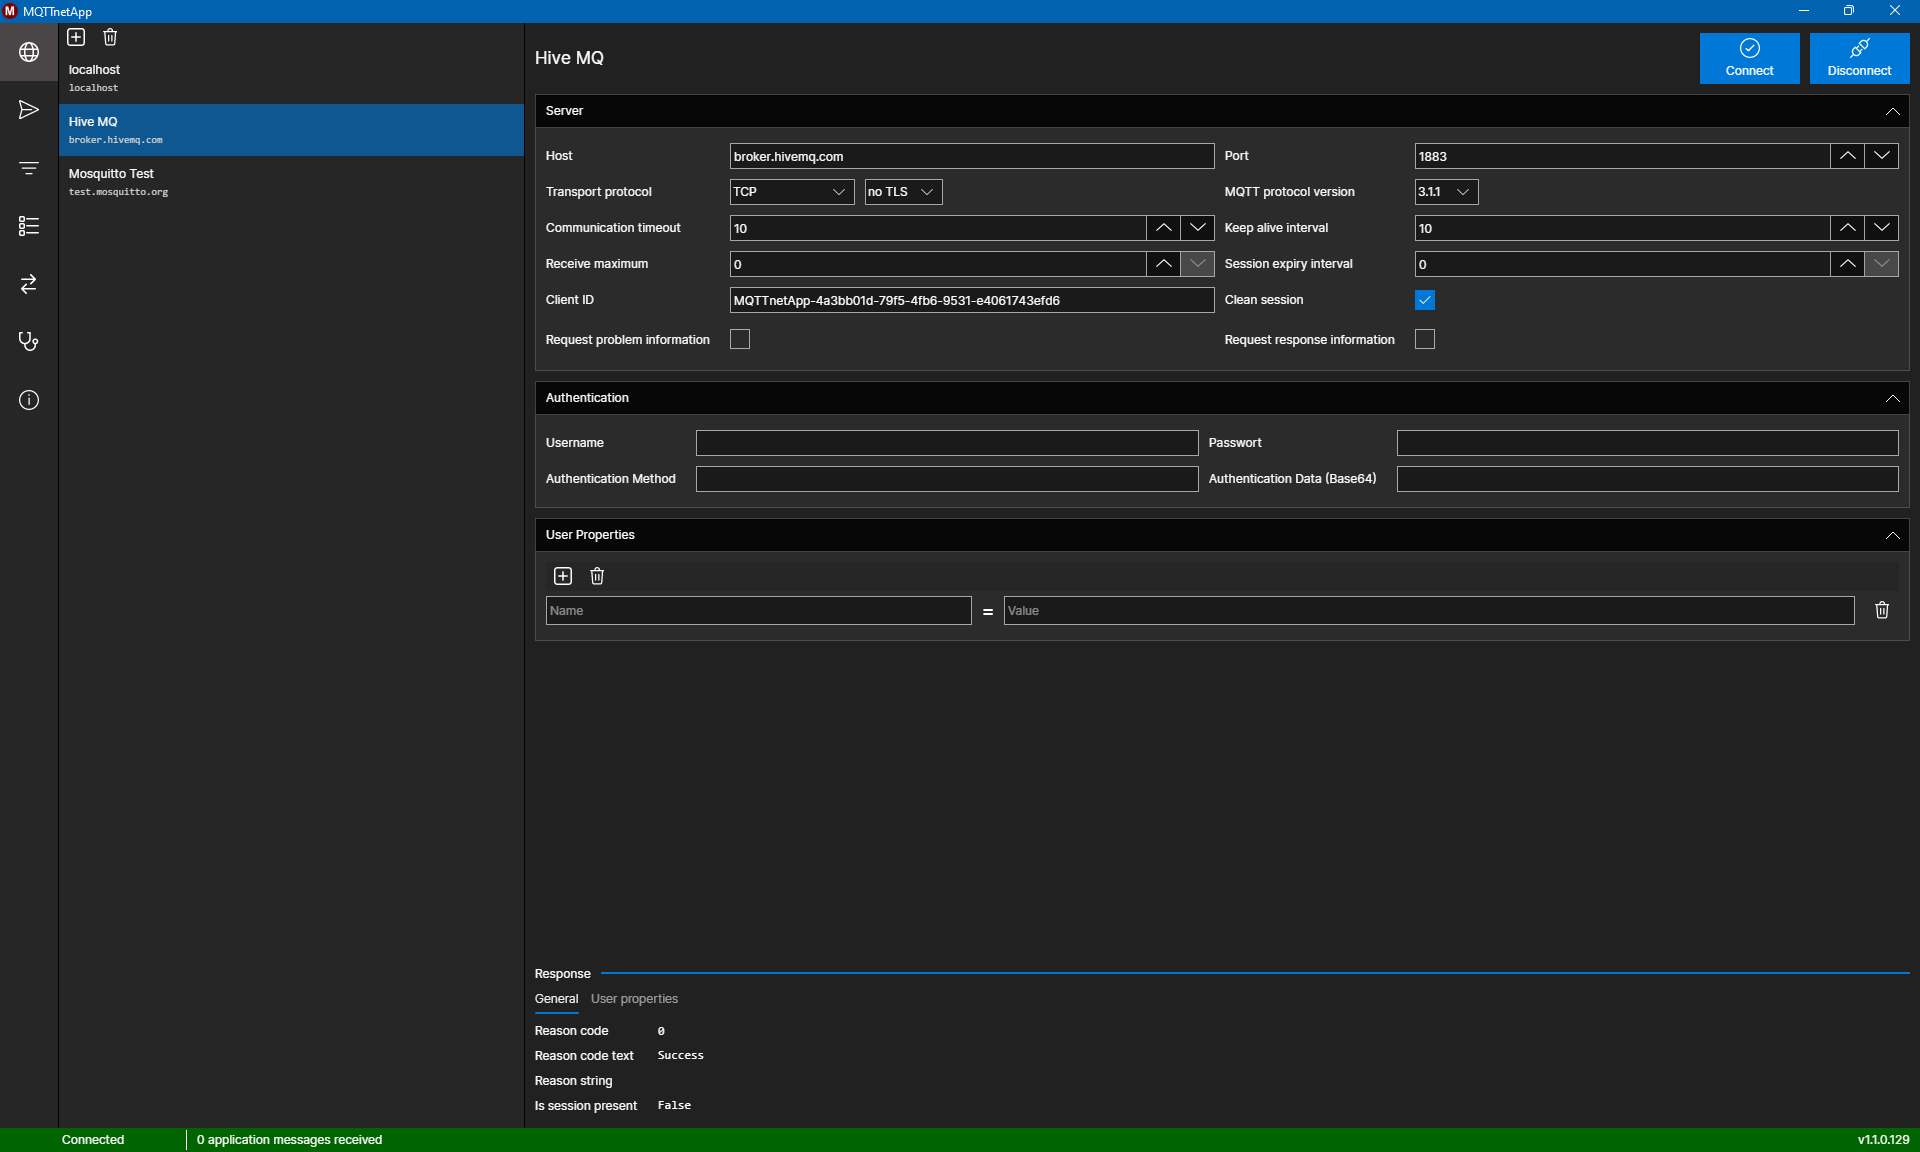 M MQTTnetApp
localhost
localhost
Hive MQ
broker.hivemq.com
Mosquitto Test
test.mosquitto.org
Hive MQ
Connect
Disconnect
Server
Host broker.hivemq.com Port 1883
Transport protocol TCP no TLS MQTT protocol version 3.1.1
Communication timeout 10 Keep alive interval 10
Receive maximum 0 Session expiry interval 0
Client ID MQTTnetApp-4a3bb01d-79f5-4fb6-9531-e4061743efd6 Clean session
Request problem information Request response information
Authentication
Username Passwort
Authentication Method Authentication Data (Base64)
User Properties
Name = Value
Response
General User properties
Reason code 0
Reason code text Success
Reason string
Is session present False
Connected 0 application messages received v1.1.0.129